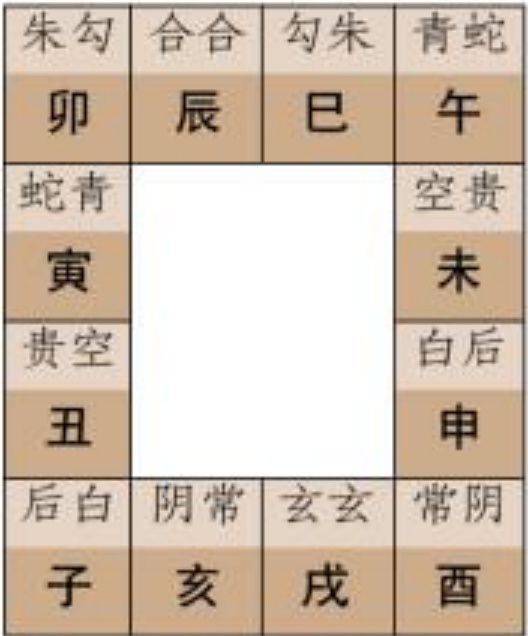 朱勾 合合 勾朱 青蛇
卯 辰 巳 午
蛇青 空贵
寅 未
贵空 白后
丑 申
后白 阴常 玄玄 常阴
子 亥 戌 酉